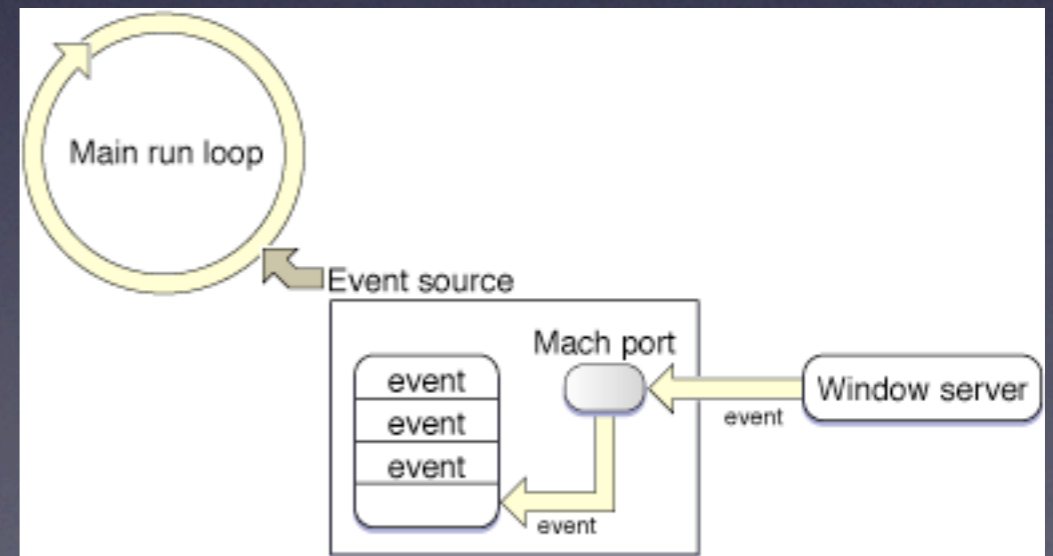 Main run loop
Event source
Mach port
event
event
event
Window server
event
event